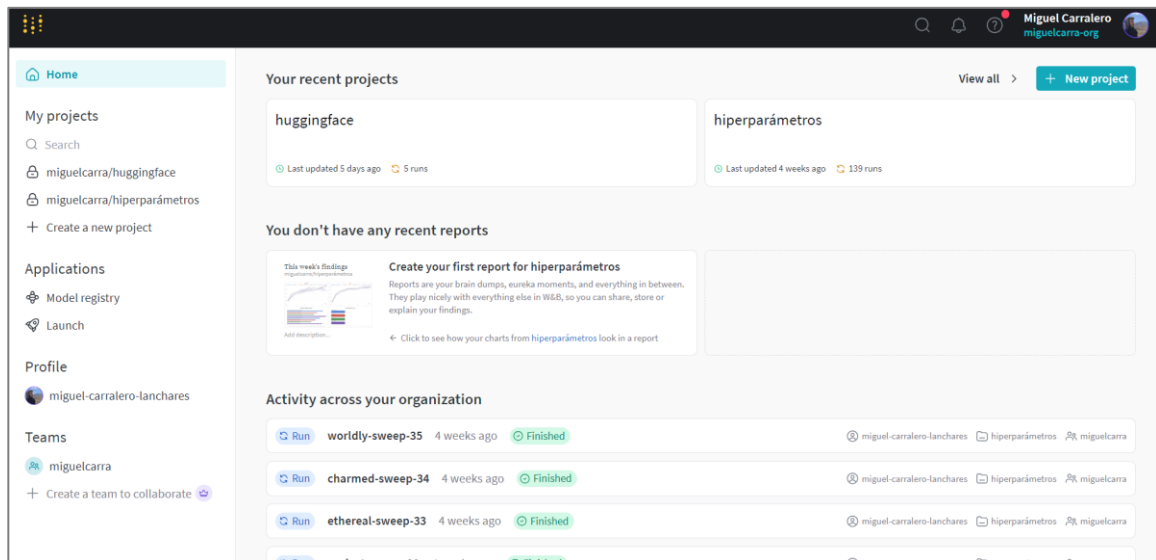 Miguel Carralero
miguelcarra-org
Home
My projects
Search
miguelcarra/huggingface
miguelcarra/hiperparámetros
+ Create a new project
Applications
Model registry
Launch
Profile
miguel-carralero-lanchares
Teams
miguelcarra
+ Create a team to collaborate
Your recent projects
View all >
+ New project
huggingface
Last updated 5 days ago 5 runs
hiperparámetros
Last updated 4 weeks ago 139 runs
You don't have any recent reports
This week's findings
miguelcarra/hiperparámetros
Add description...
Create your first report for hiperparámetros
Reports are your brain dumps, eureka moments, and everything in between.
They play nicely with everything else in W&B, so you can share, store or
explain your findings.
← Click to see how your charts from hiperparámetros look in a report
Activity across your organization
Run worldly-sweep-35 4 weeks ago Finished miguel-carralero-lanchares hiperparámetros miguelcarra
Run charmed-sweep-34 4 weeks ago Finished miguel-carralero-lanchares hiperparámetros miguelcarra
Run ethereal-sweep-33 4 weeks ago Finished miguel-carralero-lanchares hiperparámetros miguelcarra